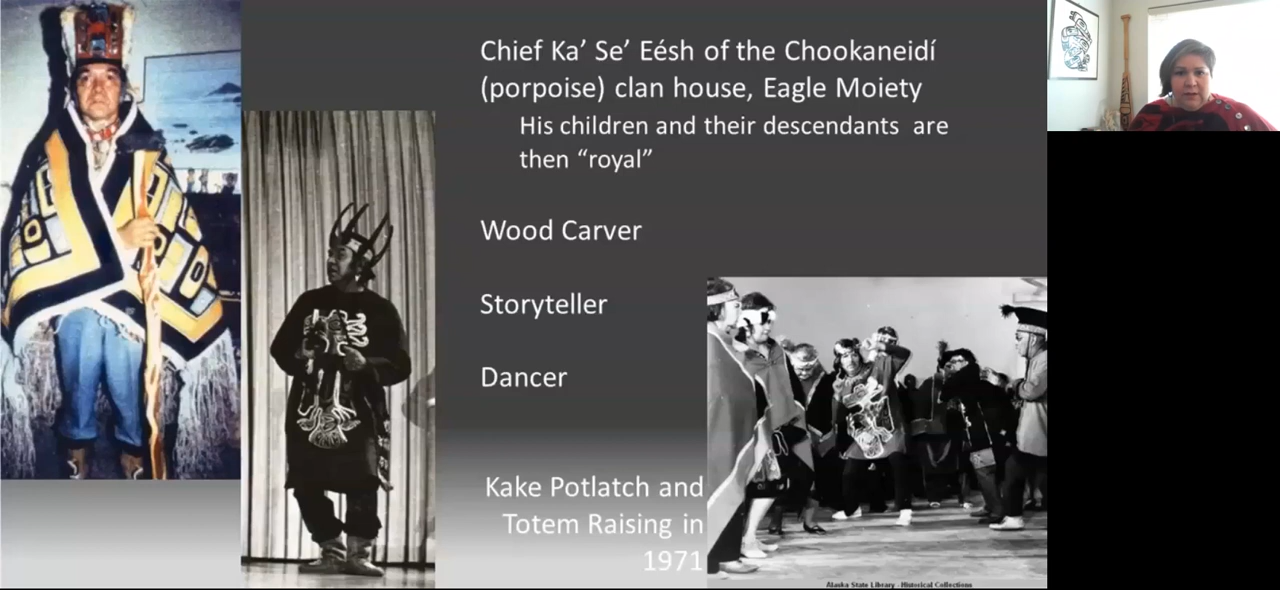 Chief Ka’ Se’ Eésh of the Chookaneidí
(porpoise) clan house, Eagle Moiety
His children and their descendants are
then “royal”
Wood Carver
Storyteller
Dancer
Kake Potlatch and
Totem Raising in
1971
Alaska State Library - Historical Collections